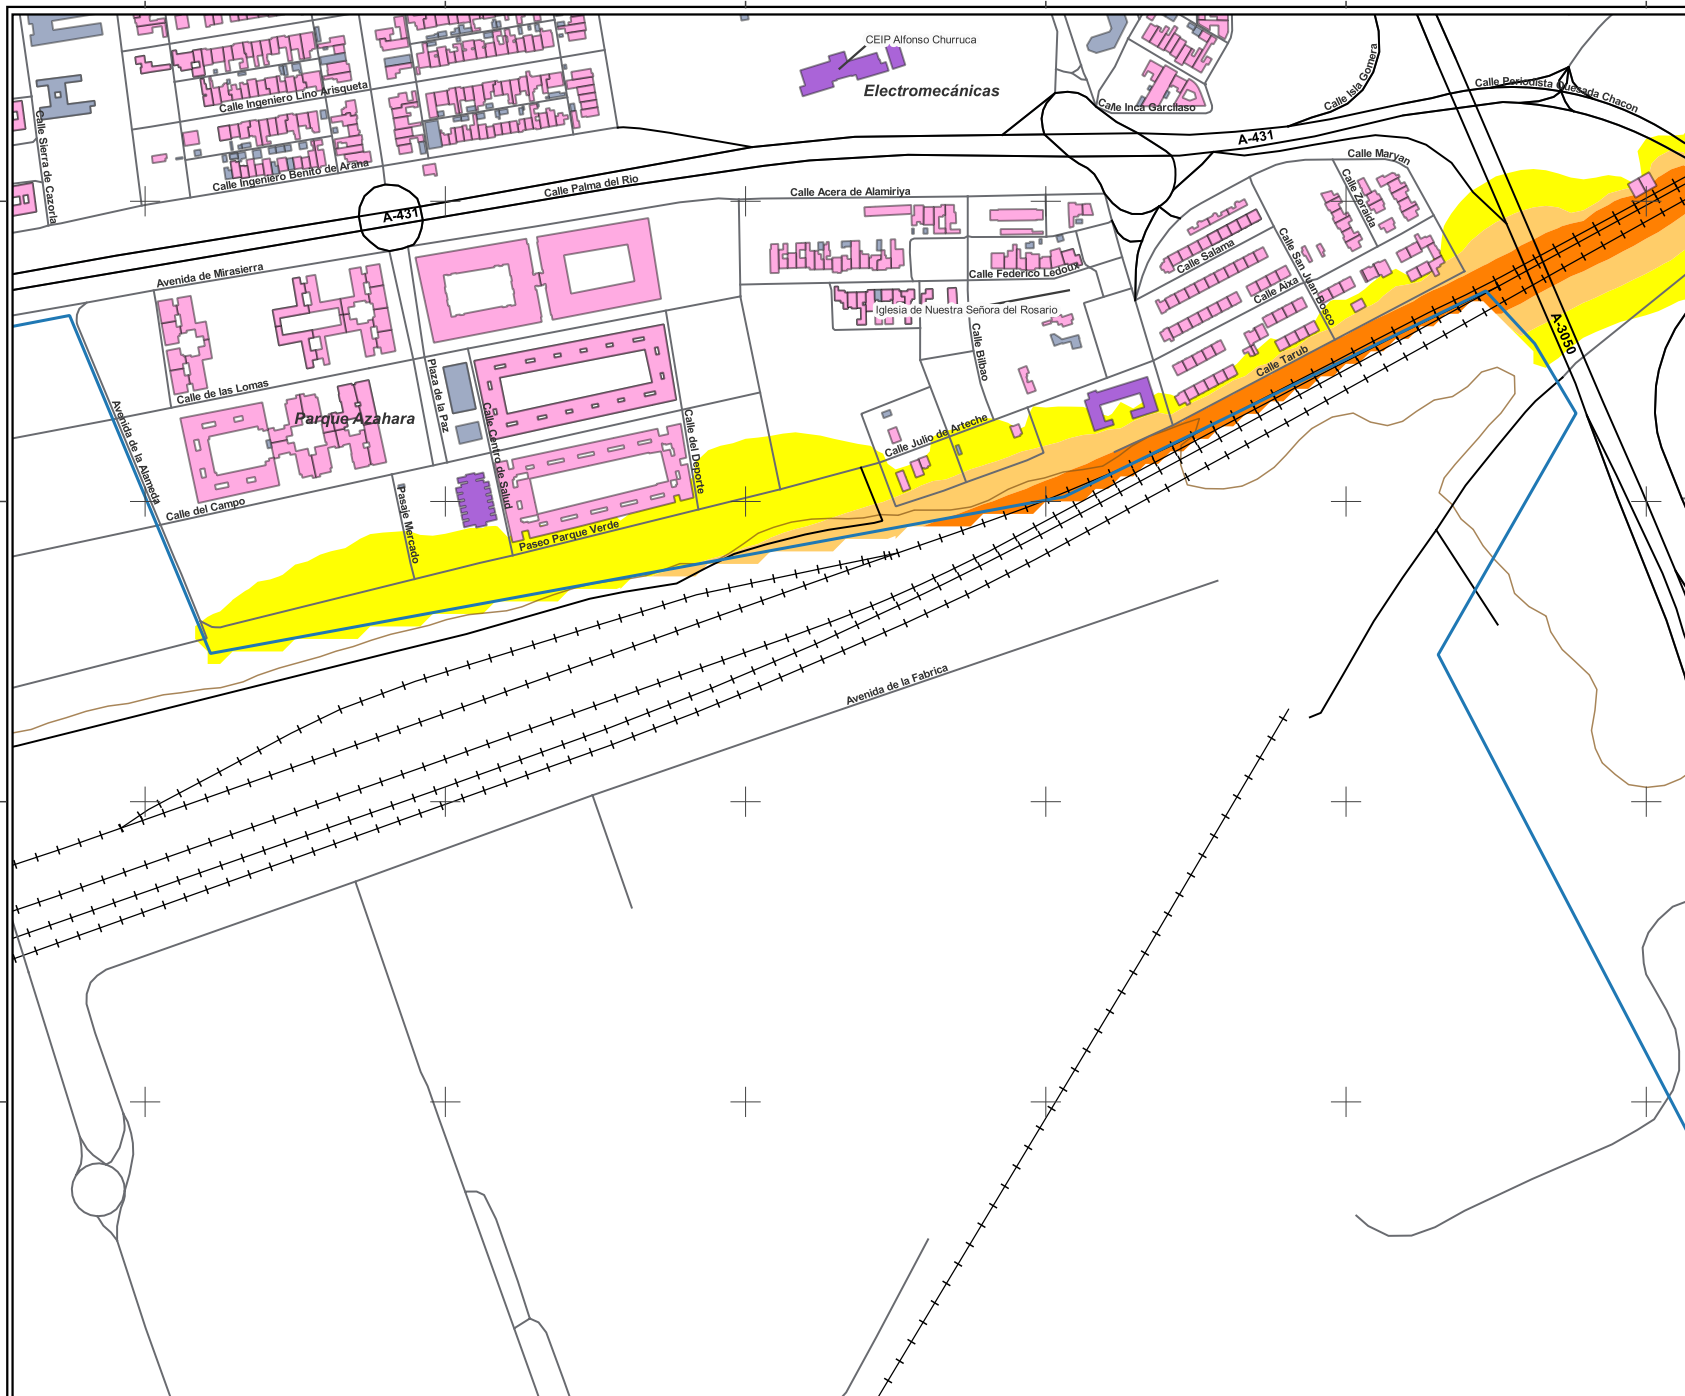 CEIP Alfonso Churruca
Electromecánicas
Calle Inca Garcilaso
Calle Isla Gomera
Calle Periodista Quesada Chacon
Calle Ingeniero Lino Arisqueta
Calle Sierra de Cazorla
Calle Ingeniero Benito de Arana
A-431
Calle Maryan
Calle Palma del Rio
Calle Acera de Alamiriya
Calle Zoraida
A-431
Calle Salama
Calle San Juan Bosco
Avenida de Mirasierra
Calle Federico Ledoux
Calle Aixa
Iglesia de Nuestra Señora del Rosario
A-3050
Calle Bilbao
Calle Tarub
Plaza de la Paz
Calle de las Lomas
Parque Azahara
Avenida de la Alameda
Calle Centro de Salud
Calle del Deporte
Calle Julio de Arteche
Calle del Campo
Pasaje Mercado
Paseo Parque Verde
Avenida de la Fabrica